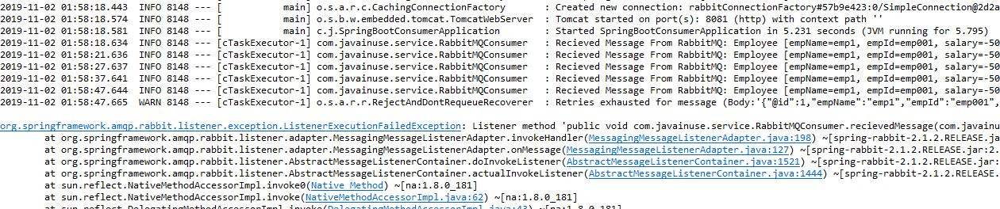 2019-11-02 01:58:18.443  INFO 8148 --- [           main] o.s.a.r.c.CachingConnectionFactory       : Created new connection: rabbitConnectionFactory#57b9e423:0/SimpleConnection@2d2a
2019-11-02 01:58:18.574  INFO 8148 --- [           main] o.s.b.w.embedded.tomcat.TomcatWebServer  : Tomcat started on port(s): 8081 (http) with context path ''
2019-11-02 01:58:18.581  INFO 8148 --- [           main] c.j.SpringBootConsumerApplication        : Started SpringBootConsumerApplication in 5.231 seconds (JVM running for 5.795)
2019-11-02 01:58:18.634  INFO 8148 --- [cTaskExecutor-1] com.javainuse.service.RabbitMQConsumer   : Recieved Message From RabbitMQ: Employee [empName=emp1, empId=emp001, salary=-50
2019-11-02 01:58:21.636  INFO 8148 --- [cTaskExecutor-1] com.javainuse.service.RabbitMQConsumer   : Recieved Message From RabbitMQ: Employee [empName=emp1, empId=emp001, salary=-50
2019-11-02 01:58:27.637  INFO 8148 --- [cTaskExecutor-1] com.javainuse.service.RabbitMQConsumer   : Recieved Message From RabbitMQ: Employee [empName=emp1, empId=emp001, salary=-50
2019-11-02 01:58:37.641  INFO 8148 --- [cTaskExecutor-1] com.javainuse.service.RabbitMQConsumer   : Recieved Message From RabbitMQ: Employee [empName=emp1, empId=emp001, salary=-50
2019-11-02 01:58:47.644  INFO 8148 --- [cTaskExecutor-1] com.javainuse.service.RabbitMQConsumer   : Recieved Message From RabbitMQ: Employee [empName=emp1, empId=emp001, salary=-50
2019-11-02 01:58:47.665  WARN 8148 --- [cTaskExecutor-1] o.s.a.r.r.RejectAndDontRequeueRecoverer  : Retries exhausted for message (Body:'{"@id":1,"empName":"emp1","empId":"emp001",
org.springframework.amqp.rabbit.listener.exception.ListenerExecutionFailedException: Listener method 'public void com.javainuse.service.RabbitMQConsumer.recievedMessage(com.javainu
at org.springframework.amqp.rabbit.listener.adapter.MessagingMessageListenerAdapter.invokeHandler(MessagingMessageListenerAdapter.java:198) ~[spring-rabbit-2.1.2.RELEASE.ja
at org.springframework.amqp.rabbit.listener.adapter.MessagingMessageListenerAdapter.onMessage(MessagingMessageListenerAdapter.java:127) ~[spring-rabbit-2.1.2.RELEASE.jar:2.
at org.springframework.amqp.rabbit.listener.AbstractMessageListenerContainer.doInvokeListener(AbstractMessageListenerContainer.java:1521) ~[spring-rabbit-2.1.2.RELEASE.jar:
at org.springframework.amqp.rabbit.listener.AbstractMessageListenerContainer.actualInvokeListener(AbstractMessageListenerContainer.java:1444) ~[spring-rabbit-2.1.2.RELEASE.
at sun.reflect.NativeMethodAccessorImpl.invoke0(Native Method) ~[na:1.8.0_181]
at sun.reflect.NativeMethodAccessorImpl.invoke(NativeMethodAccessorImpl.java:62) ~[na:1.8.0_181]
at sun.reflect.DelegatingMethodAccessorImpl.invoke(DelegatingMethodAccessorImpl.java:43) ~[na:1.8.0_181]